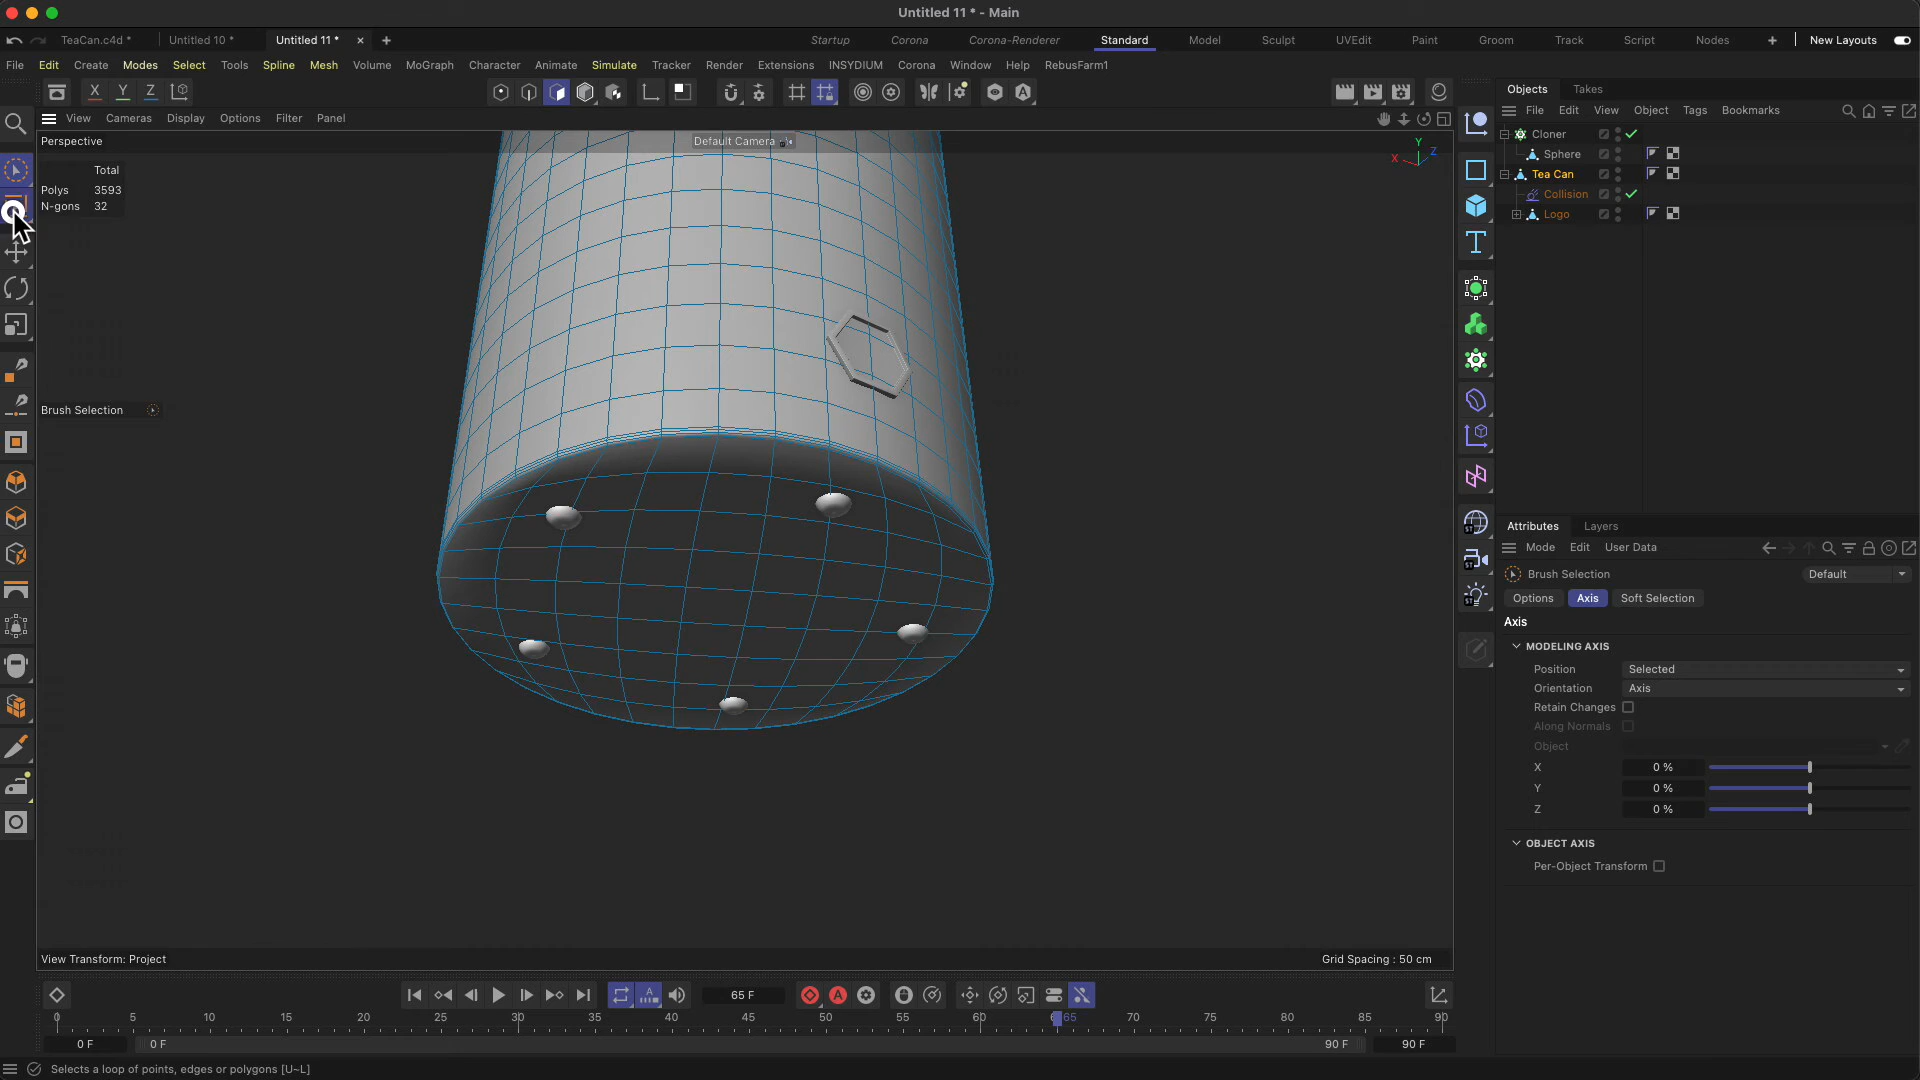 Untitled 11 * - Main
TeaCan.c4d *
Untitled 10 *
Untitled 11 *
Startup
Corona
Corona-Renderer
Standard
Model
Sculpt
UVEdit
Paint
Groom
Track
Script
Nodes
New Layouts
File Edit Create Modes Select Tools Spline Mesh Volume MoGraph Character Animate Simulate Tracker Render Extensions INSYDIUM Corona Window Help RebusFarm1
X Y Z
View Cameras Display Options Filter Panel
Perspective
Default Camera
Total
Polys 3593
N-gons 32
Brush Selection
X Y Z
View Transform: Project
Grid Spacing : 50 cm
Objects Takes
File Edit View Object Tags Bookmarks
Cloner
Sphere
Tea Can
Collision
Logo
ST
ST
ST
Attributes Layers
Mode Edit User Data
Brush Selection
Default
Options Axis Soft Selection
Axis
MODELING AXIS
Position Selected
Orientation Axis
Retain Changes
Along Normals
Object
X 0 %
Y 0 %
Z 0 %
OBJECT AXIS
Per-Object Transform
A
65 F
A
0 5 10 15 20 25 30 35 40 45 50 55 60 65 70 75 80 85 90
0 F 0 F 90 F 90 F
Selects a loop of points, edges or polygons [U~L]